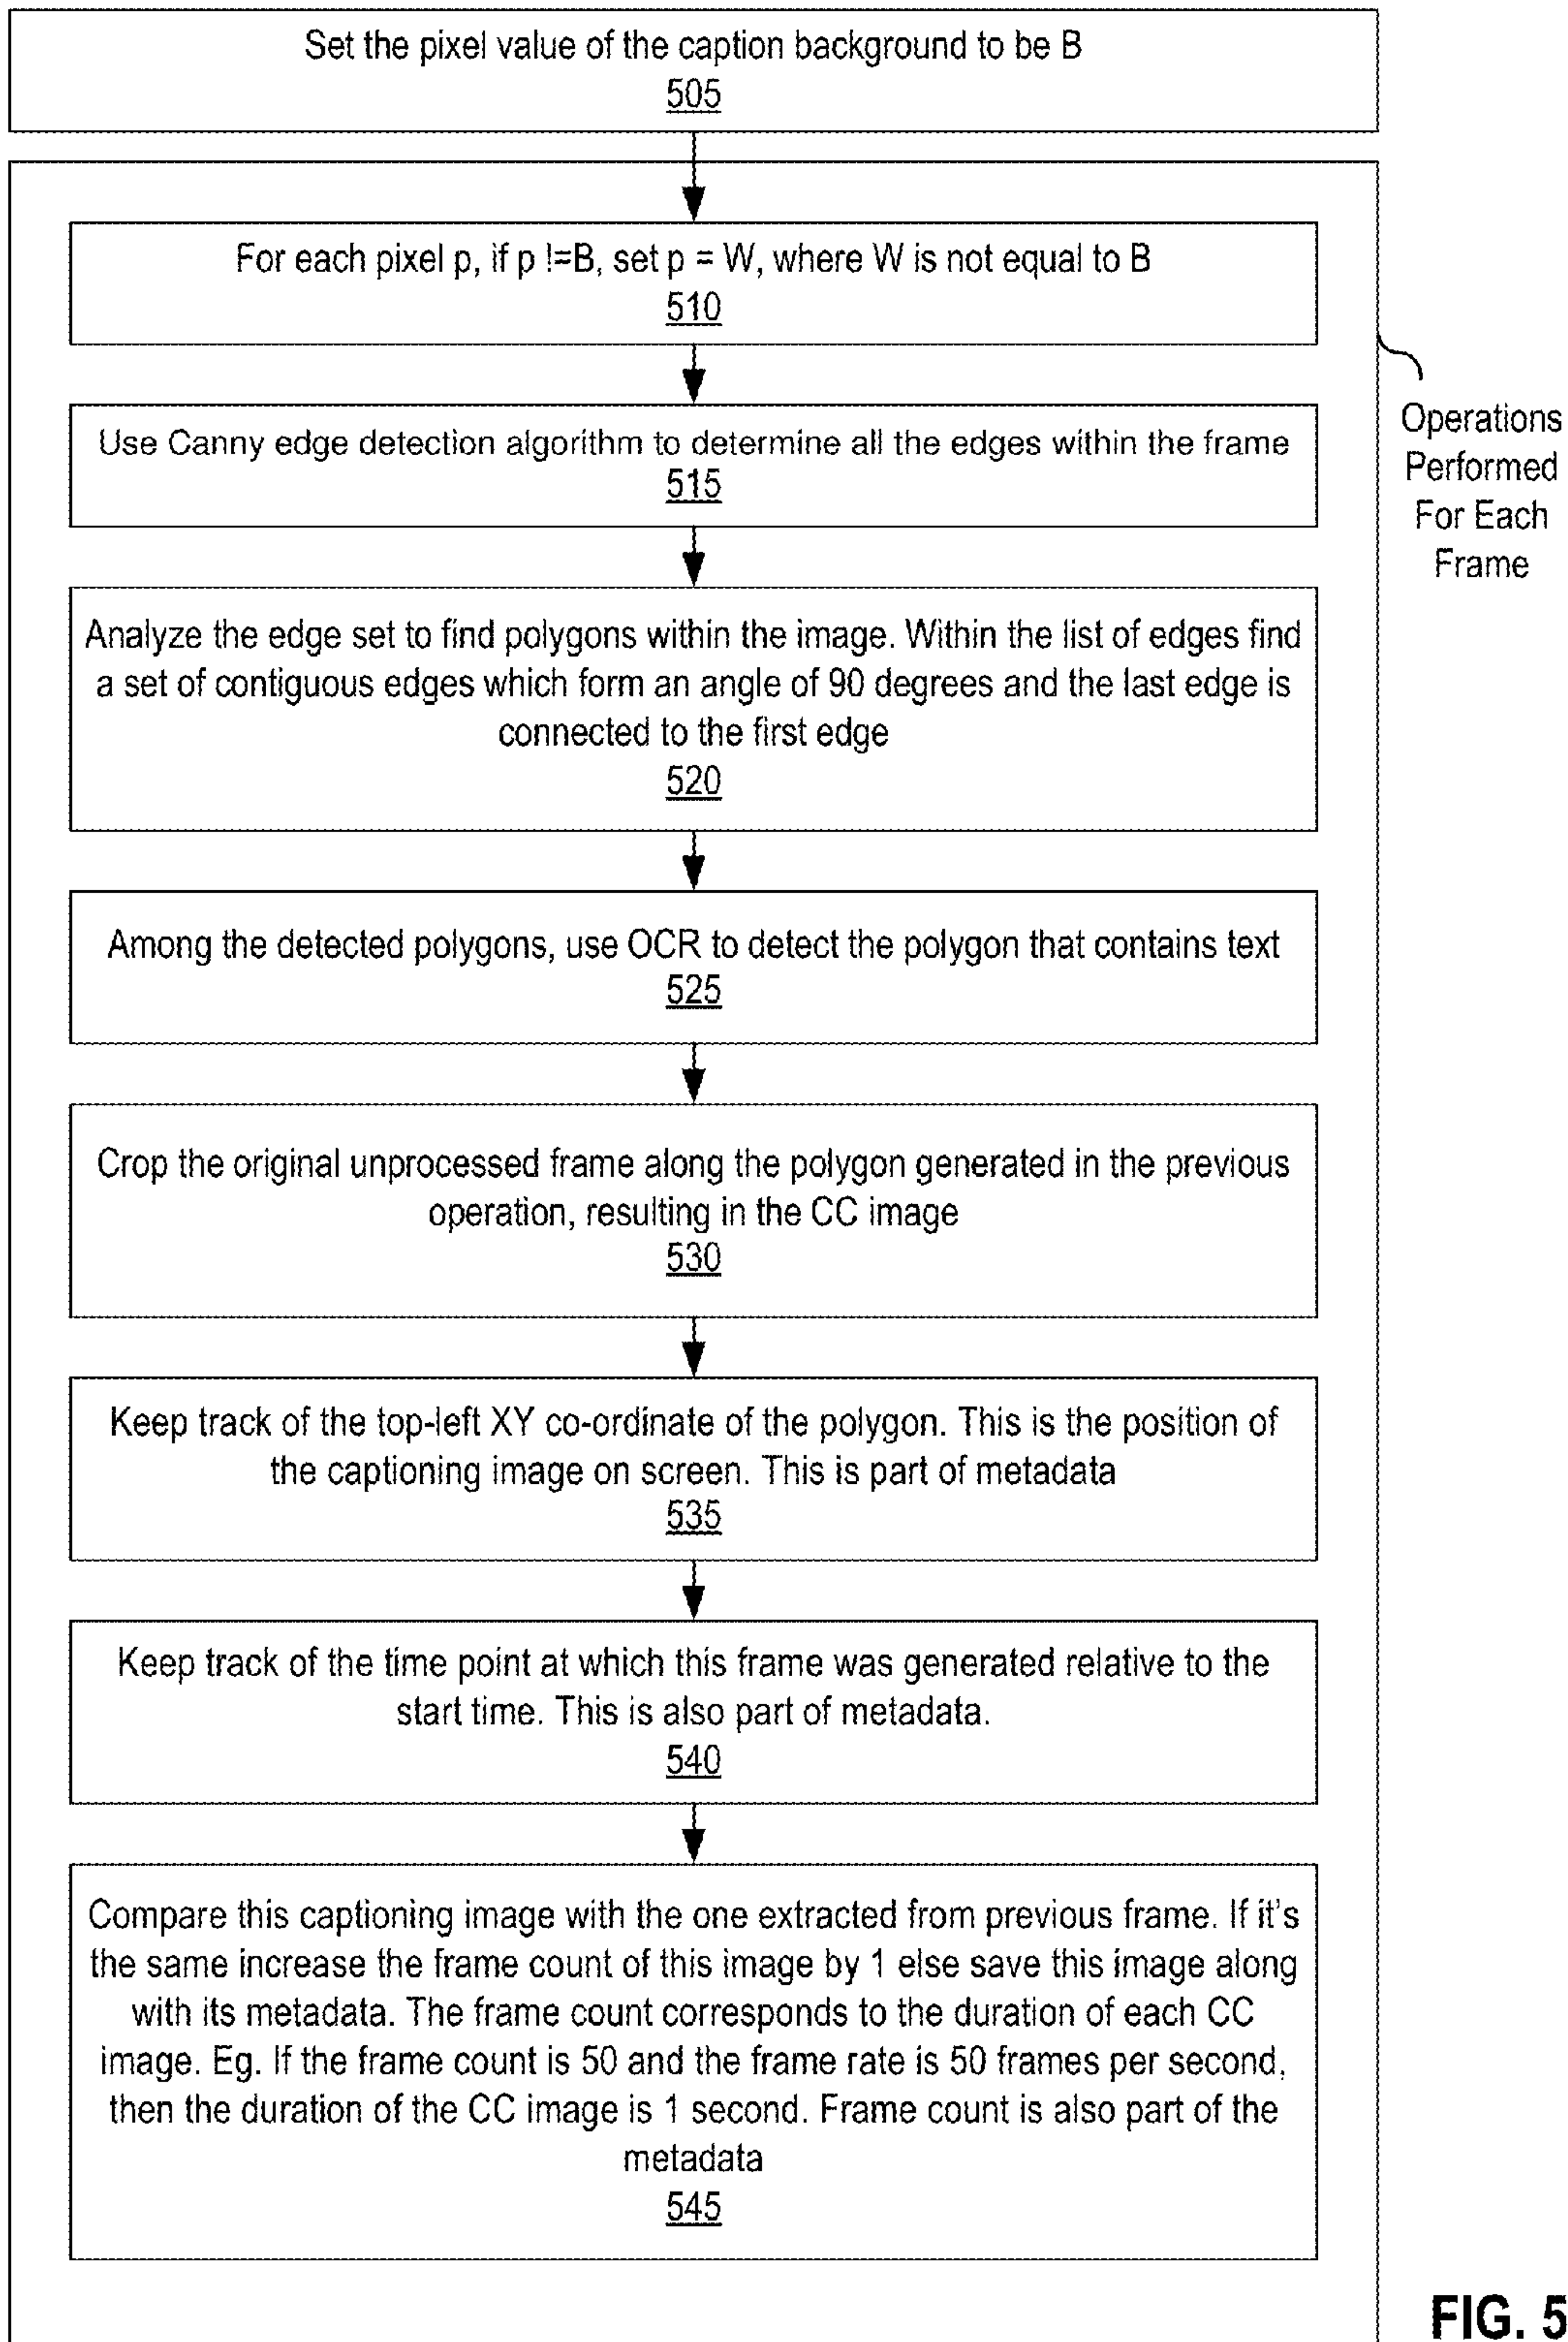 Set the pixel value of the caption background to be B
505
For each pixel p, if p !=B, set p = W, where W is not equal to B
510
Use Canny edge detection algorithm to determine all the edges within the frame
515
Operations
Performed
For Each
Frame
Analyze the edge set to find polygons within the image. Within the list of edges find
a set of contiguous edges which form an angle of 90 degrees and the last edge is
connected to the first edge
520
Among the detected polygons, use OCR to detect the polygon that contains text
525
Crop the original unprocessed frame along the polygon generated in the previous
operation, resulting in the CC image
530
Keep track of the top-left XY co-ordinate of the polygon. This is the position of
the captioning image on screen. This is part of metadata
535
Keep track of the time point at which this frame was generated relative to the
start time. This is also part of metadata.
540
Compare this captioning image with the one extracted from previous frame. If it's
the same increase the frame count of this image by 1 else save this image along
with its metadata. The frame count corresponds to the duration of each CC
image. Eg. If the frame count is 50 and the frame rate is 50 frames per second,
then the duration of the CC image is 1 second. Frame count is also part of the
metadata
545
FIG. 5